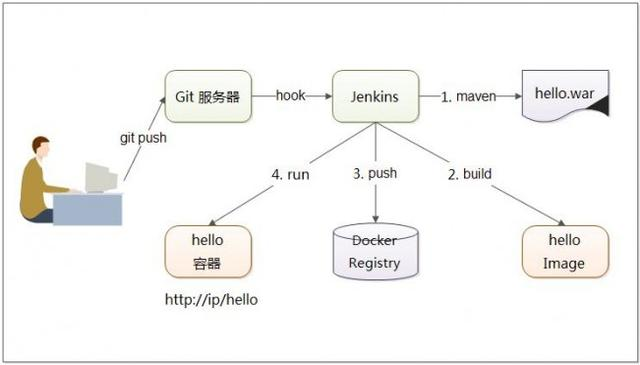 Git 服务器
hook
Jenkins
1. maven
hello.war
git push
4. run
3. push
2. build
hello
容器
Docker
Registry
hello
Image
http://ip/hello